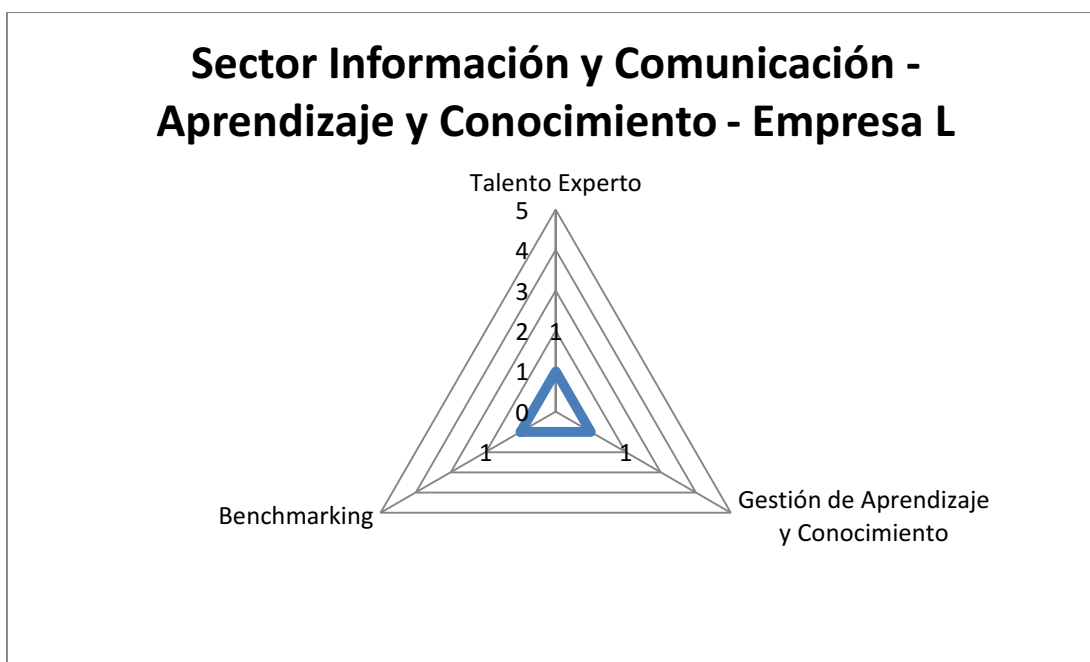 Sector Información y Comunicación -
Aprendizaje y Conocimiento - Empresa L
Talento Experto
5
4
3
2 1
1
0
1 1
Gestión de Aprendizaje
y Conocimiento
Benchmarking